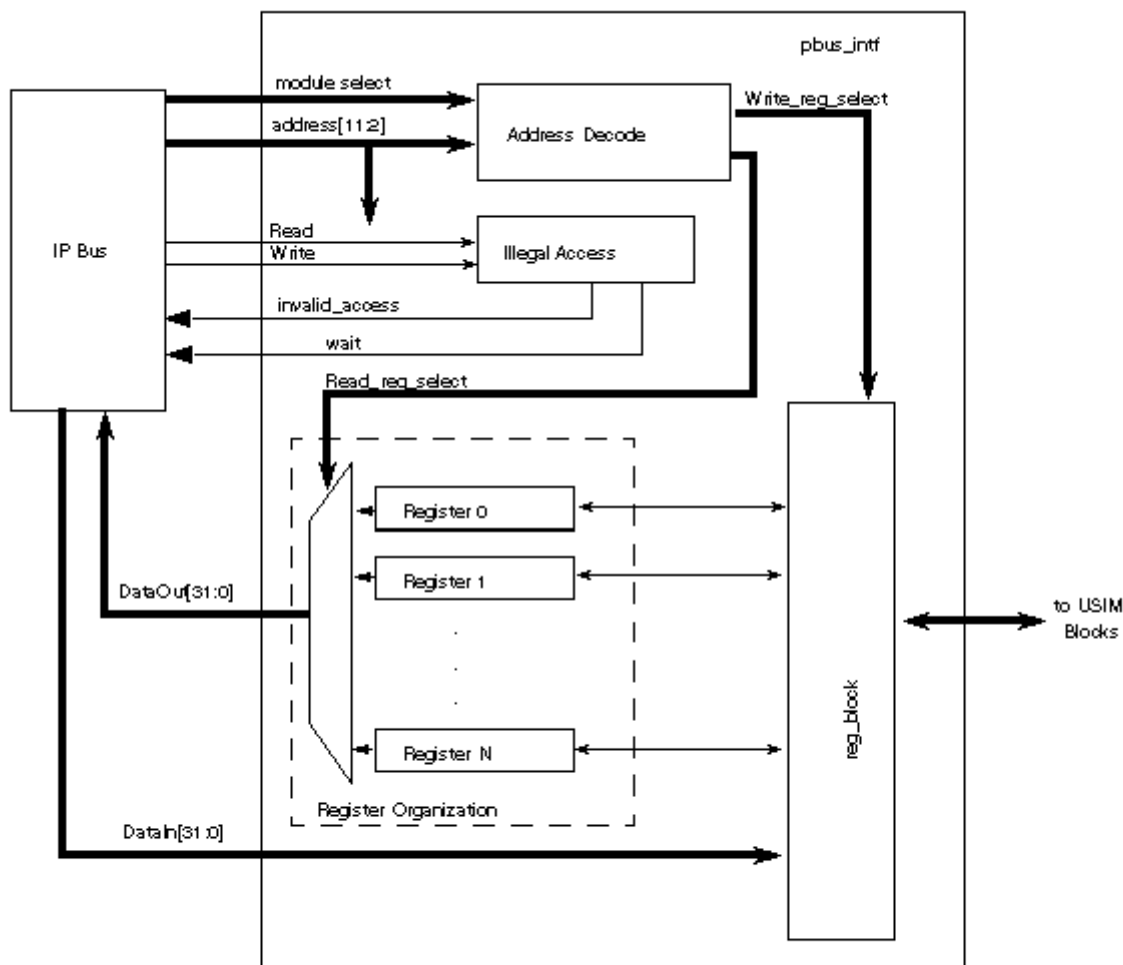 pbus_intf
module select
Write_reg_select
address[11:2]
Address Decode
Read
IP Bus
Write
Illegal Access
invalid_access
wait
Read_req_select
Register 0
Register 1
DataOut[31:0]
to USIM
Blocks
.
.
.
reg_block
Register N
Register Organization
DataIn[31:0]